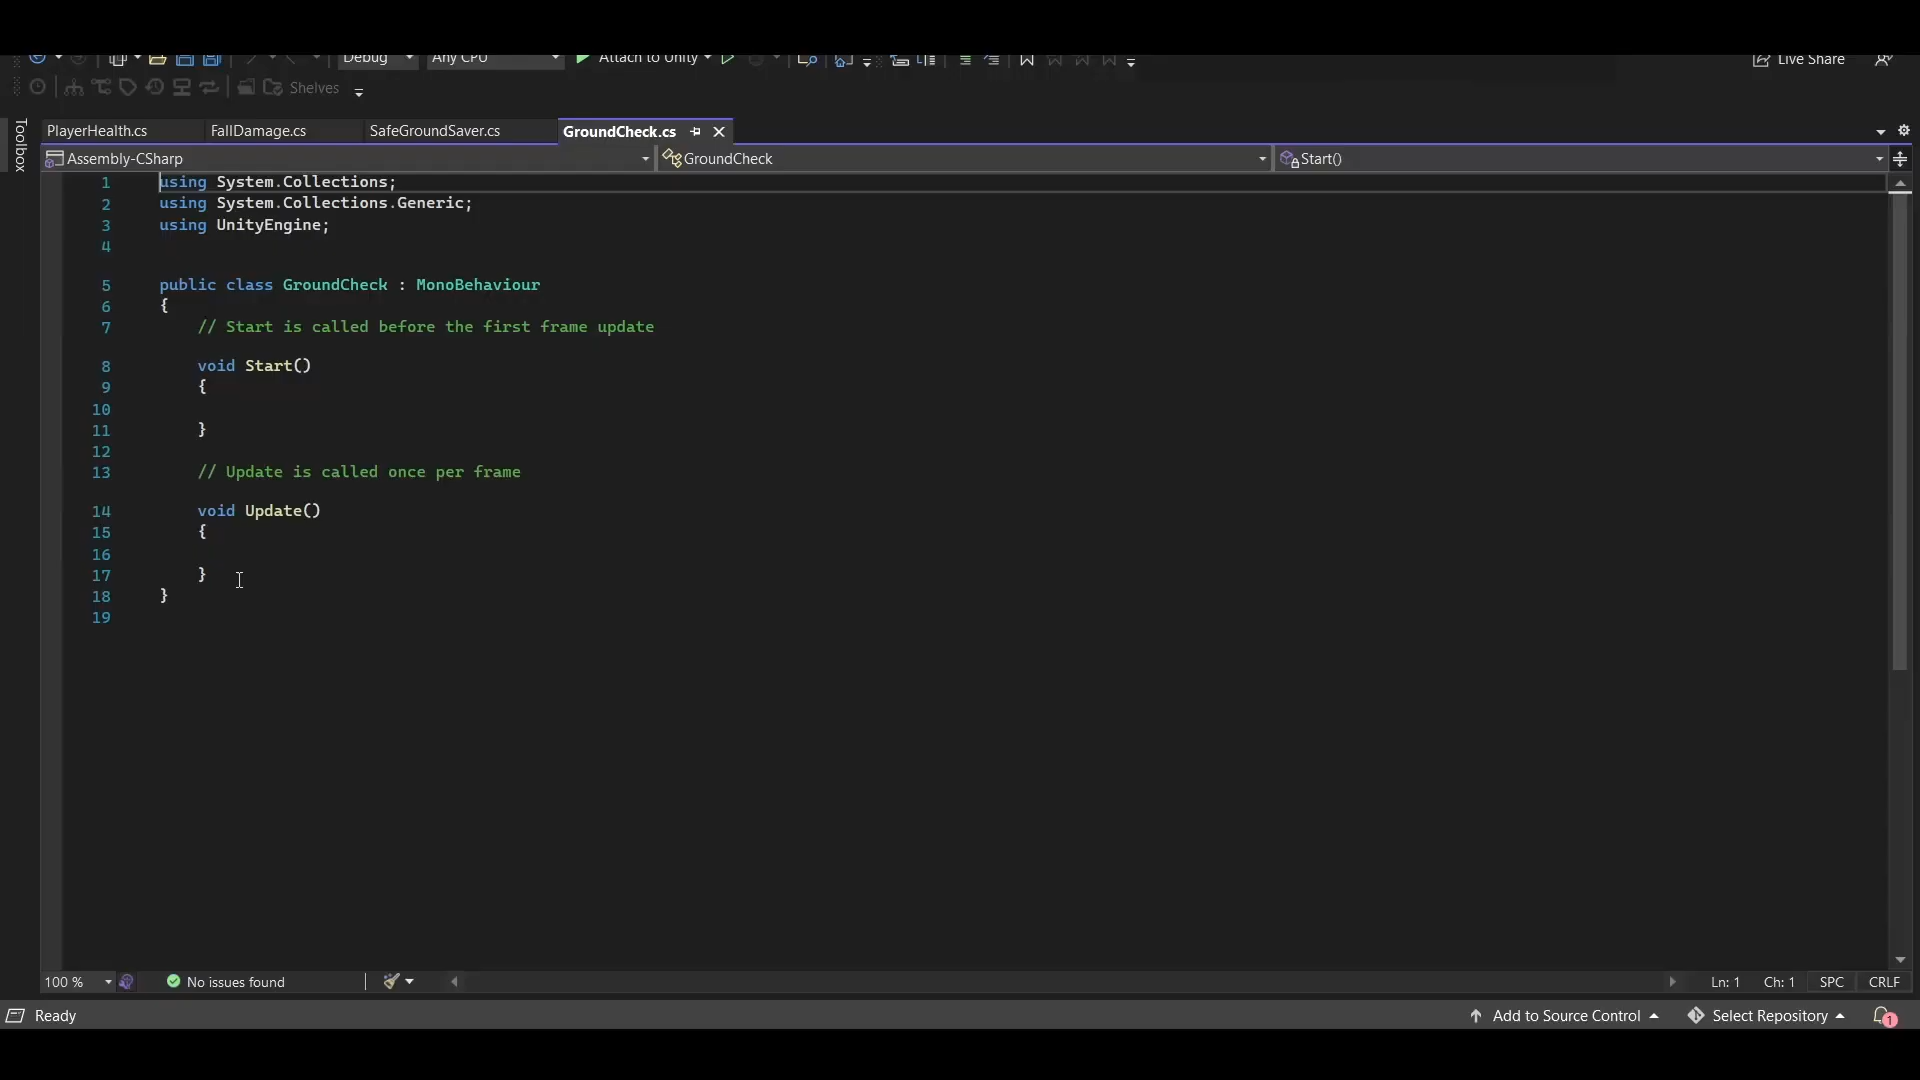 Debug
Any CPU
Attach to Unity
Live Share
Shelves
Toolbox
PlayerHealth.cs
FallDamage.cs
SafeGroundSaver.cs
GroundCheck.cs
Assembly-CSharp
GroundCheck
Start()
1 using System.Collections;
2 using System.Collections.Generic;
3 using UnityEngine;
4
5 public class GroundCheck : MonoBehaviour
6 {
7 // Start is called before the first frame update
8 void Start()
9 {
10
11 }
12
13 // Update is called once per frame
14 void Update()
15 {
16
17 }
18 }
19
100 %
No issues found
Ln: 1
Ch: 1
SPC
CRLF
Ready
Add to Source Control
Select Repository
1